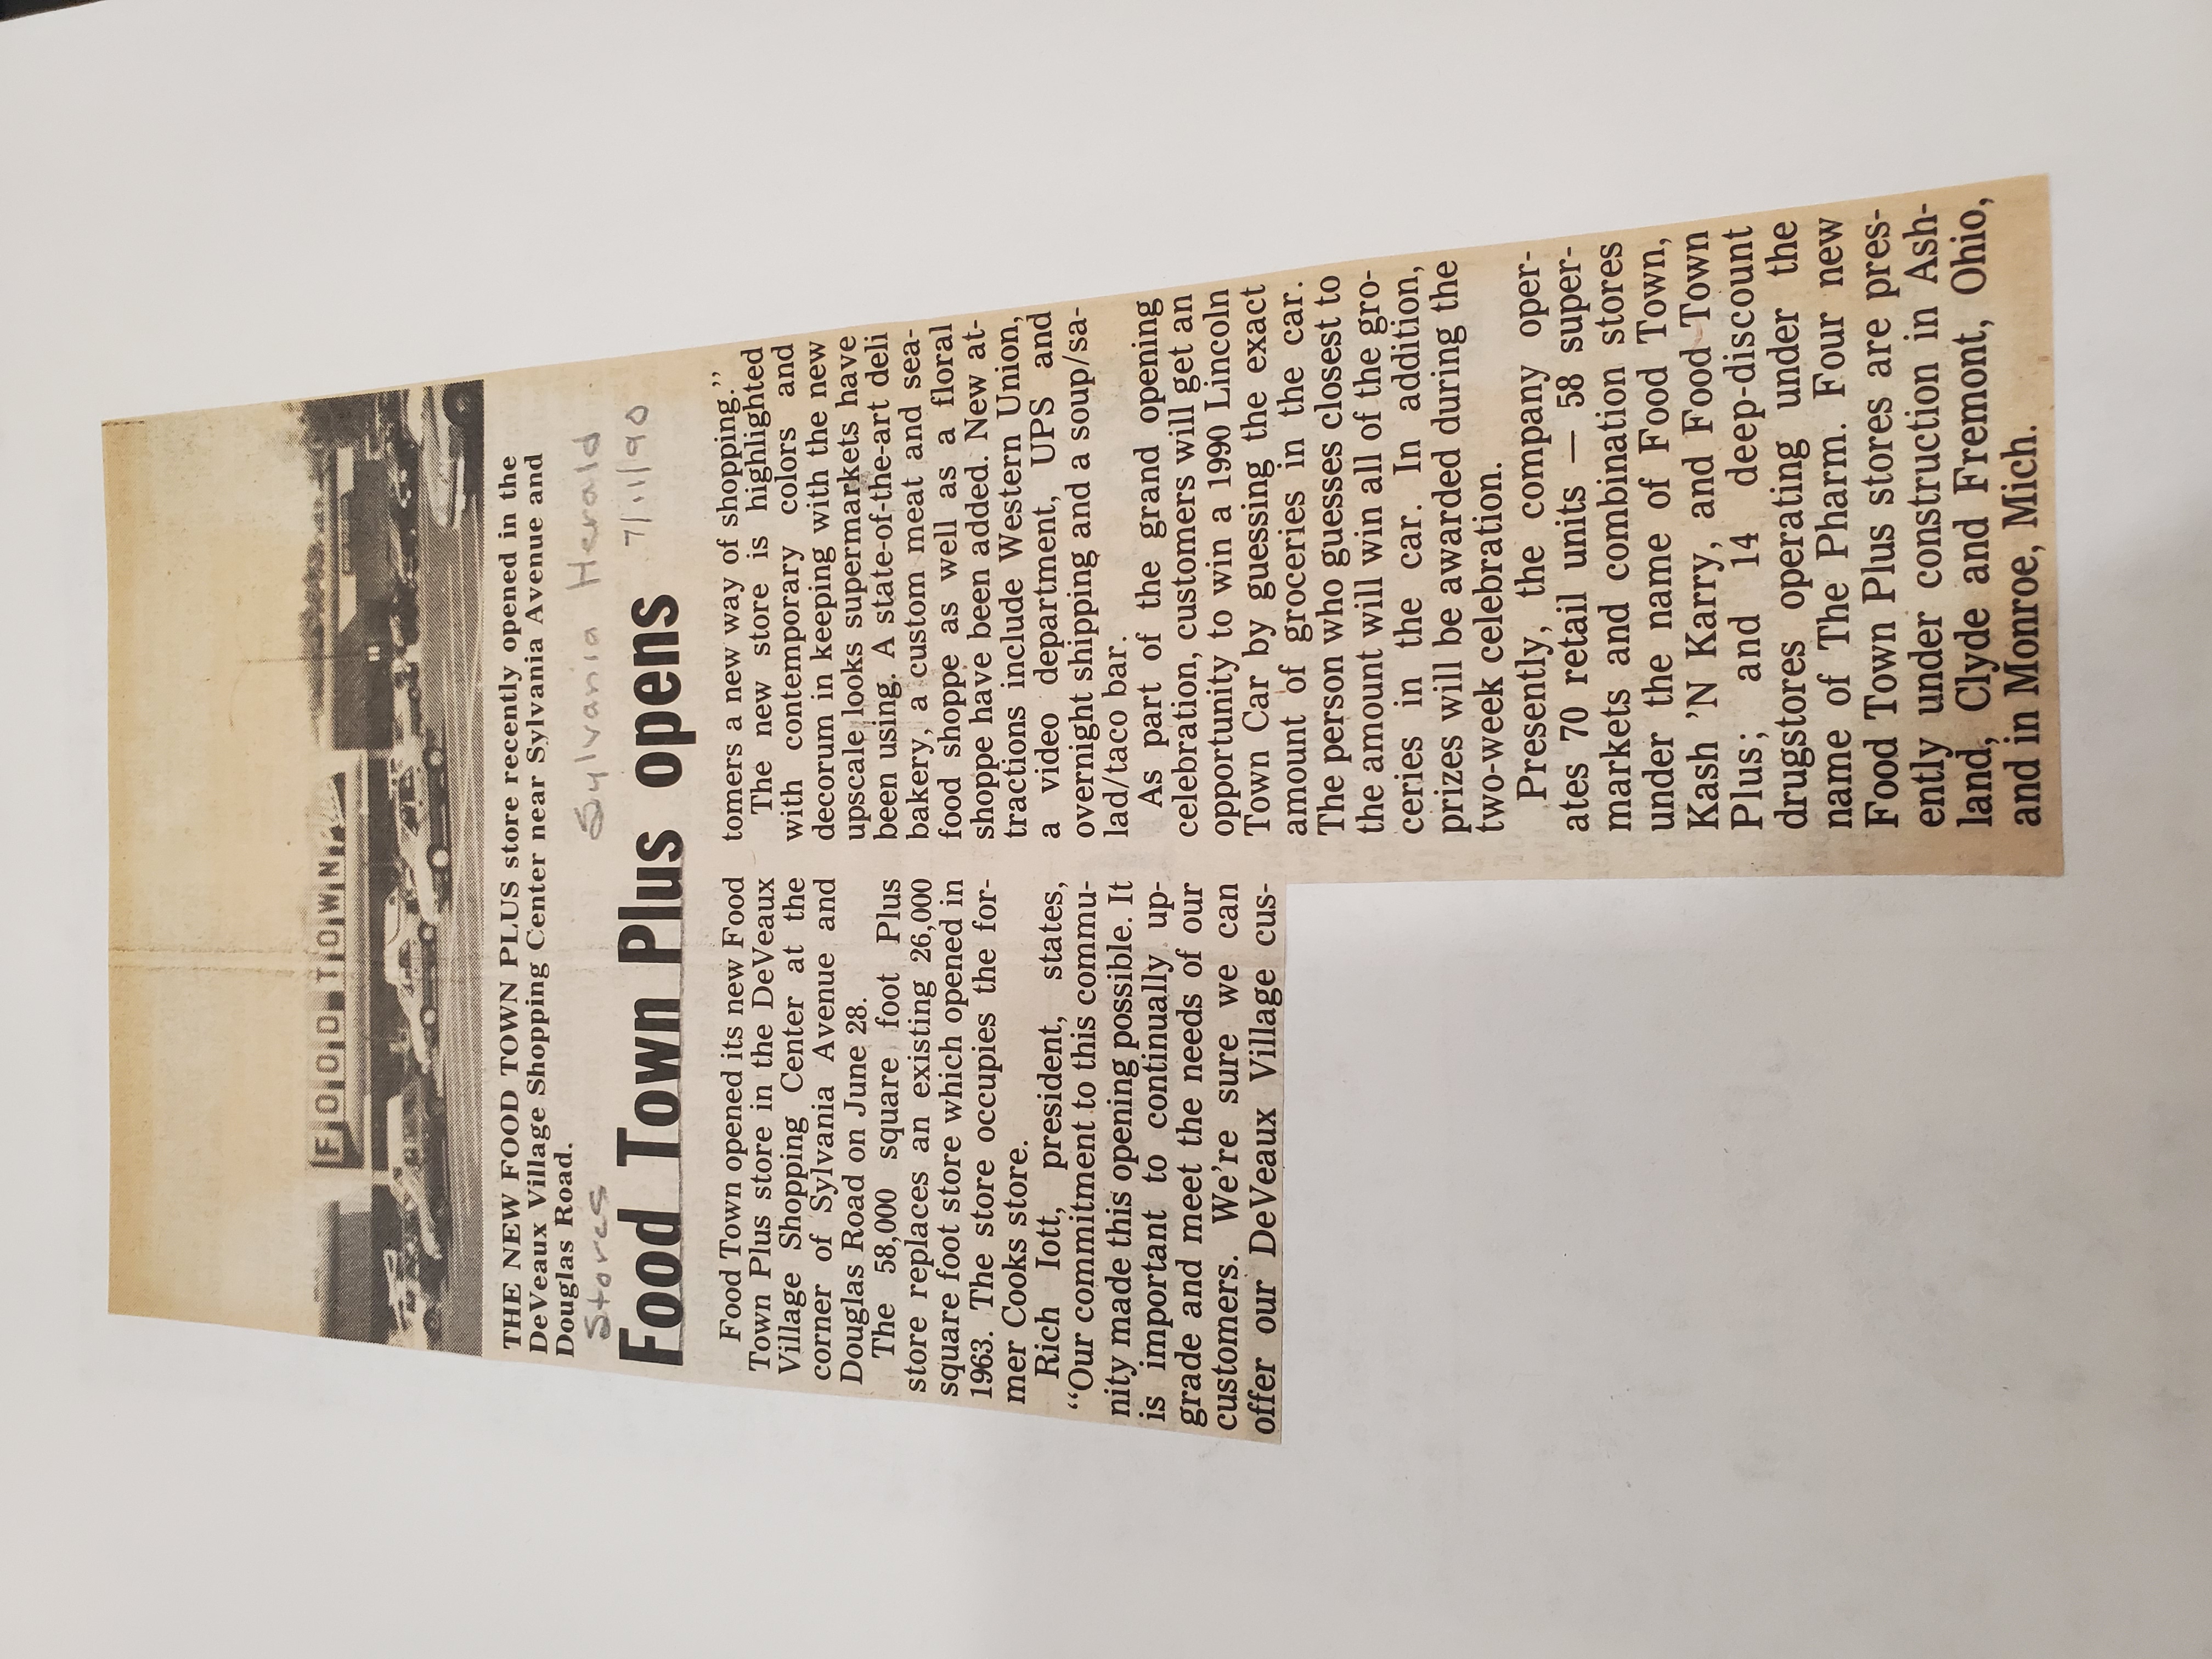 FOOD TOWN
THE NEW FOOD TOWN PLUS store recently opened in the
DeVeaux Village Shopping Center near Sylvania Avenue and
Douglas Road.
Stores
Sylvania Herald
7/11/90
Food Town Plus opens
Food Town opened its new Food
Town Plus store in the DeVeaux
Village Shopping Center at the
corner of Sylvania Avenue and
Douglas Road on June 28.
The 58,000 square foot Plus
store replaces an existing 26,000
square foot store which opened in
1963. The store occupies the for-
mer Cooks store.
Rich Iott, president, states,
“Our commitment to this commu-
nity made this opening possible. It
is important to continually up-
grade and meet the needs of our
customers. We’re sure we can
offer our DeVeaux Village cus-
tomers a new way of shopping.”
The new store is highlighted
with contemporary colors and
decorum in keeping with the new
upscale looks supermarkets have
been using. A state-of-the-art deli
bakery, a custom meat and sea-
food shoppe as well as a floral
shoppe have been added. New at-
tractions include Western Union,
a video department, UPS and
overnight shipping and a soup/sa-
lad/taco bar.
As part of the grand opening
celebration, customers will get an
opportunity to win a 1990 Lincoln
Town Car by guessing the exact
amount of groceries in the car.
The person who guesses closest to
the amount will win all of the gro-
ceries in the car. In addition,
prizes will be awarded during the
two-week celebration.
Presently, the company oper-
ates 70 retail units — 58 super-
markets and combination stores
under the name of Food Town,
Kash ’N Karry, and Food Town
Plus; and 14 deep-discount
drugstores operating under the
name of The Pharm. Four new
Food Town Plus stores are pres-
ently under construction in Ash-
land, Clyde and Fremont, Ohio,
and in Monroe, Mich.